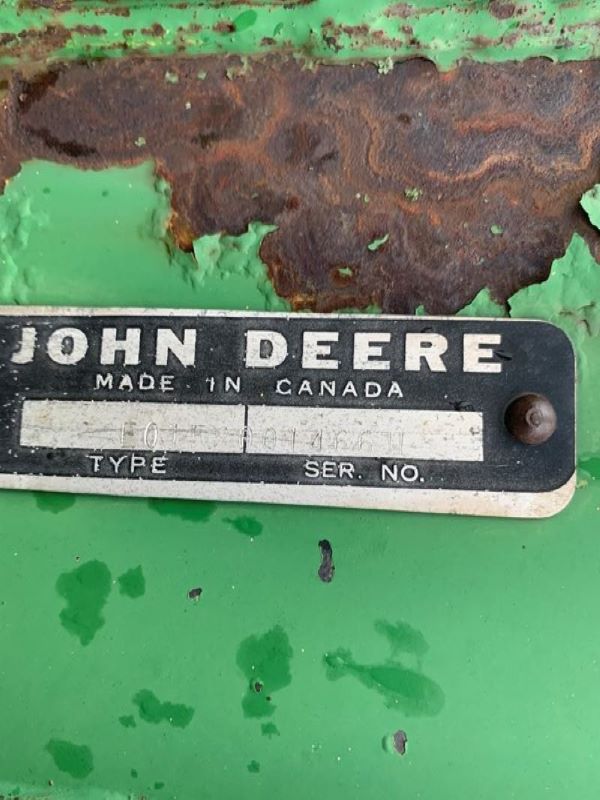 JOHN DEERE
MADE IN CANADA
TYPE SER. NO.